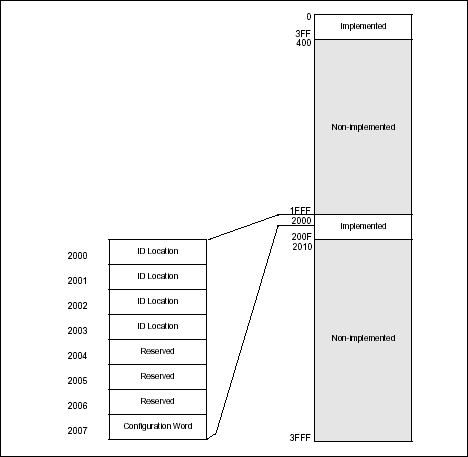 0
Implemented
3FF
400
Non-implemented
1FFF
2000
Implemented
200F
2010
Non-implemented
3FFF
2000 ID Location
2001 ID Location
2002 ID Location
2003 ID Location
2004 Reserved
2005 Reserved
2006 Reserved
2007 Configuration Word